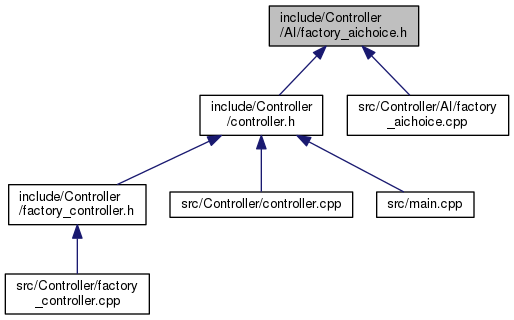 include/Controller
/AI/factory_aichoice.h
include/Controller
/controller.h
src/Controller/AI/factory
_aichoice.cpp
include/Controller
/factory_controller.h
src/Controller/controller.cpp
src/main.cpp
src/Controller/factory
_controller.cpp